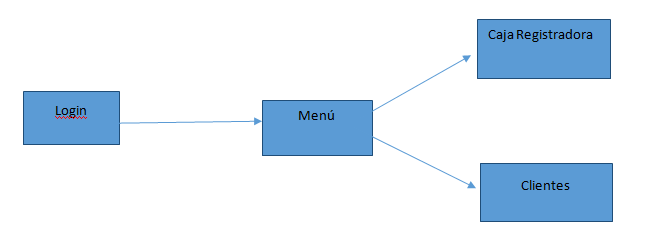 Login
Menú
Caja Registradora
Clientes